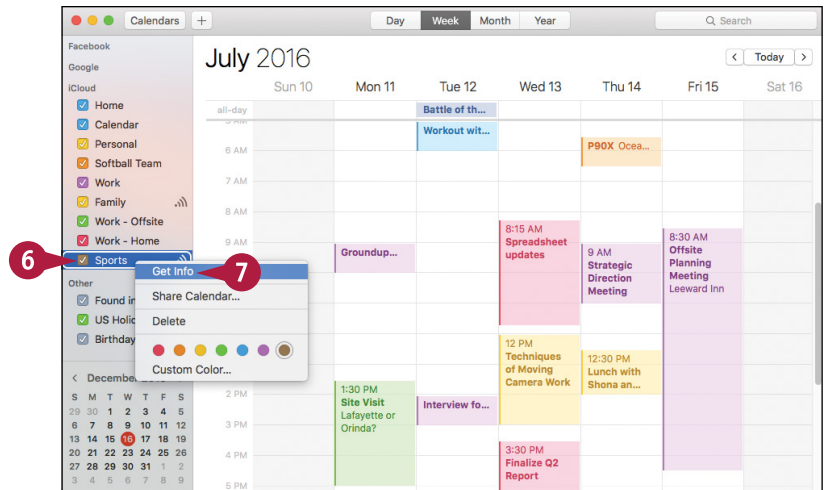 Calendars
+
Day
Week
Month
Year
Search
Facebook
Google
iCloud
Home
Calendar
Personal
Softball Team
Work
Family
Work - Offsite
Work - Home
6
Sports
Get Info
7
Share Calendar...
Delete
Custom Color...
Other
Found in
US Holid
Birthday
July 2016
< Today >
Sun 10 Mon 11 Tue 12 Wed 13 Thu 14 Fri 15 Sat 16
all-day
Battle of th...
Workout wit...
6 AM
P90X Ocea...
7 AM
8 AM
8:15 AM
Spreadsheet
updates
8:30 AM
Offsite
Planning
Meeting
Leeward Inn
9 AM
Groundup...
9 AM
Strategic
Direction
Meeting
12 PM
Techniques
of Moving
Camera Work
12:30 PM
Lunch with
Shona an...
1:30 PM
Site Visit
Lafayette or
Orinda?
2 PM
Interview fo...
3 PM
3:30 PM
Finalize Q2
Report
4 PM
5 PM
< December
S M T W T F S
29 30 1 2 3 4 5
6 7 8 9 10 11 12
13 14 15 16 17 18 19
20 21 22 23 24 25 26
27 28 29 30 31 1 2
3 4 5 6 7 8 9